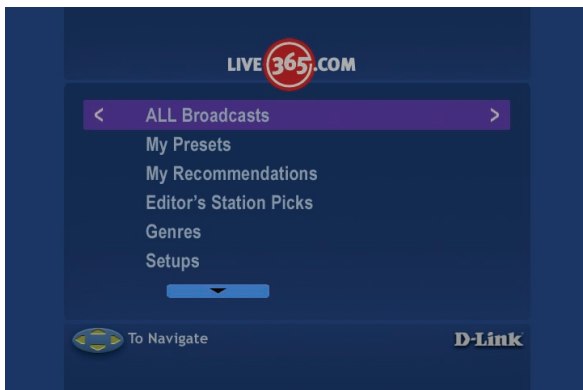 LIVE365.COM
< ALL Broadcasts >
My Presets
My Recommendations
Editor's Station Picks
Genres
Setups
To Navigate
D-Link